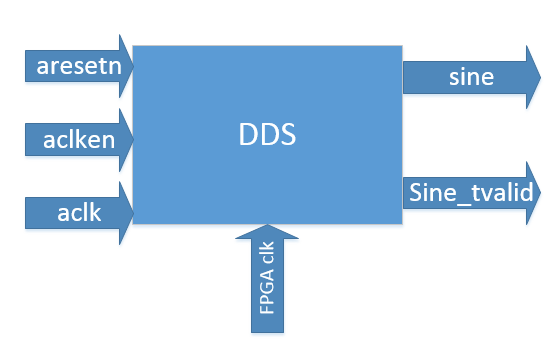 aresetn
aclken
aclk
DDS
sine
Sine_tvalid
FPGA clk